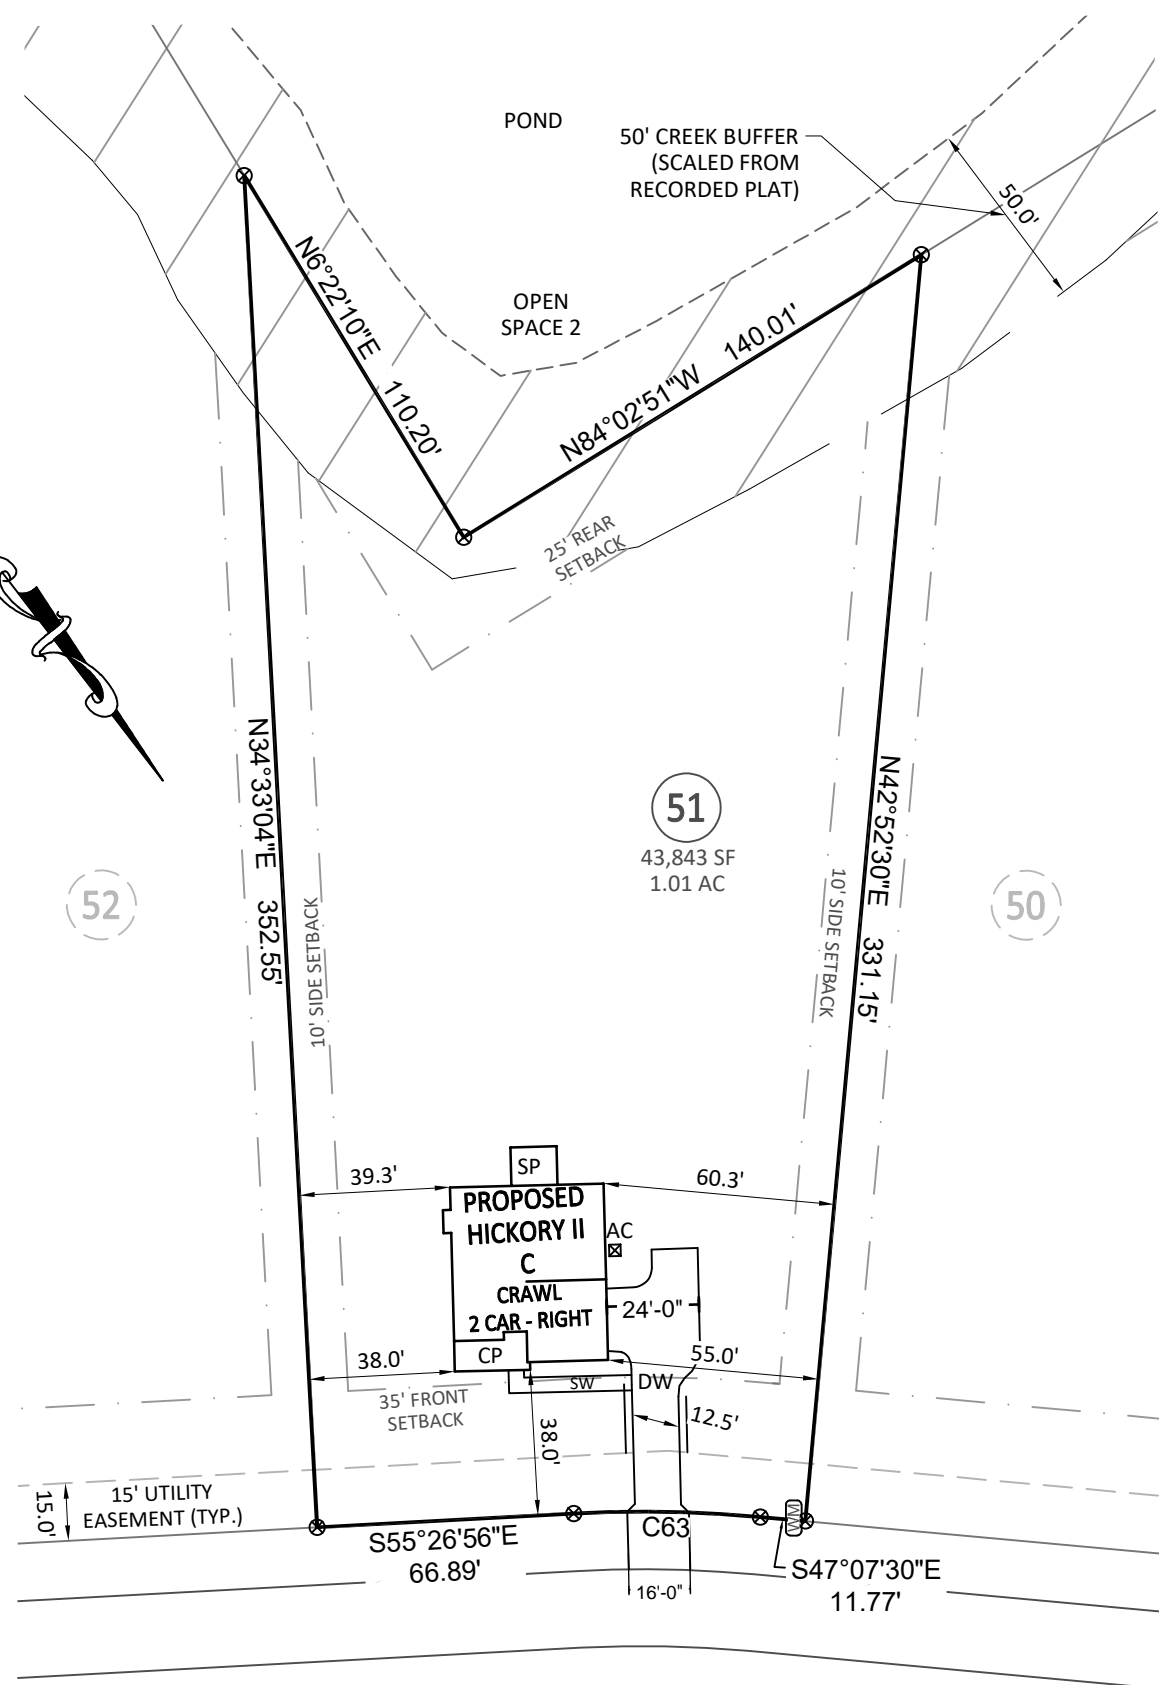 POND
50' CREEK BUFFER
(SCALED FROM
RECORDED PLAT)
50.0'
N6°22'10"E 110.20'
OPEN
SPACE 2
N84°02'51"W 140.01'
25' REAR
SETBACK
N34°33'04"E 352.55'
10' SIDE SETBACK
51
43,843 SF
1.01 AC
N42°52'30"E 331.15'
10' SIDE SETBACK
52
50
39.3'
SP
60.3'
PROPOSED
HICKORY II
C
CRAWL
2 CAR - RIGHT
AC
24'-0"
38.0'
CP
55.0'
SW
DW
35' FRONT
SETBACK
38.0'
12.5'
15.0'
15' UTILITY
EASEMENT (TYP.)
S55°26'56"E
66.89'
C63
S47°07'30"E
11.77'
16'-0"